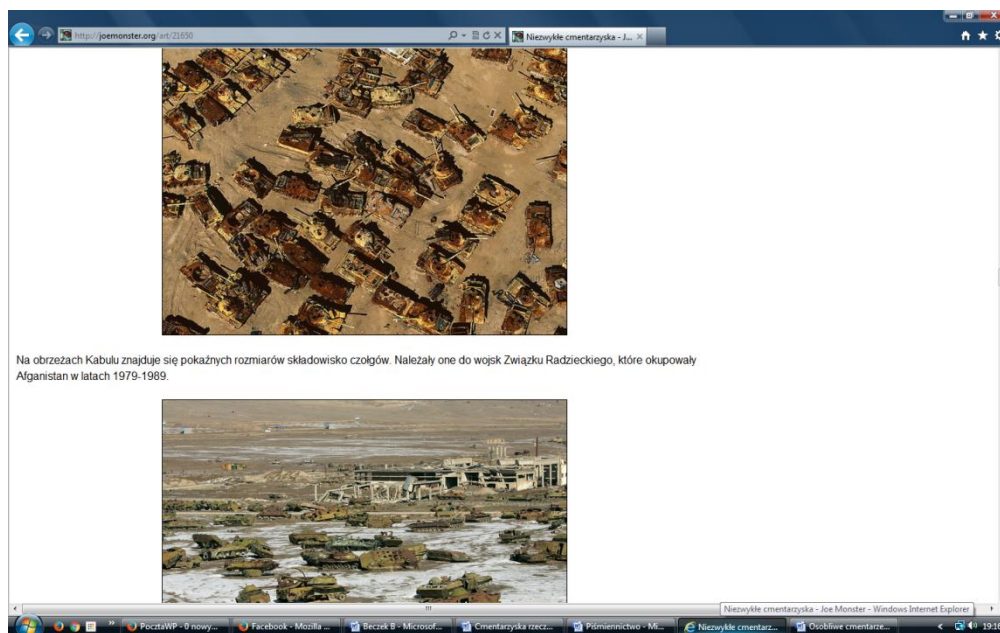 http://joemonster.org/art/21650
Niezwykłe cmentarzyska - J...
Na obrzeżach Kabulu znajduje się pokaźnych rozmiarów składowisko czołgów. Należały one do wojsk Związku Radzieckiego, które okupowały
Afganistan w latach 1979-1989.
Niezwykłe cmentarzyska - Joe Monster - Windows Internet Explorer
PocztaWP - 0 nowy...
Facebook - Mozilla ...
Beczek B - Microsof...
Cmentarzyska rzecz...
Piśmiennictwo - Mi...
Niezwykłe cmentarz...
Osobliwe cmentarze...
19:16